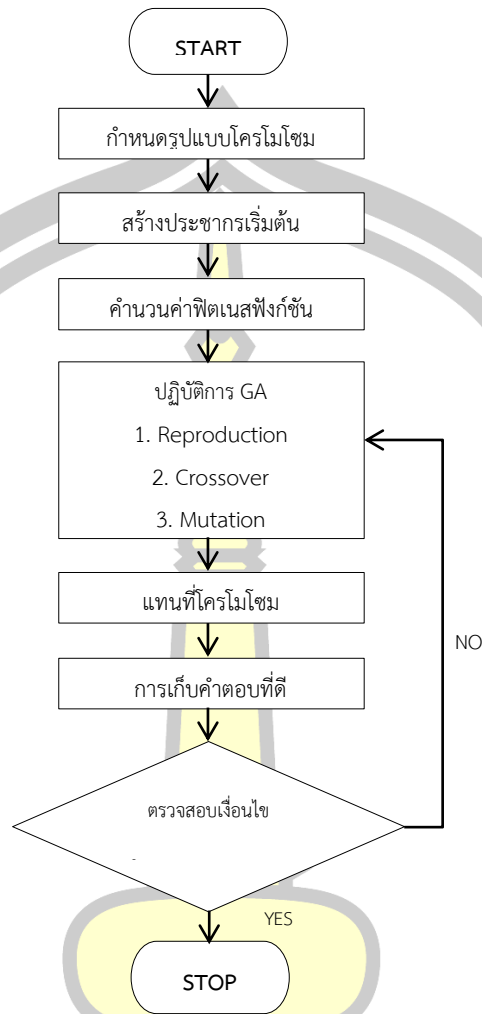 START
กำหนดรูปแบบโครโมโซม
สร้างประชากรเริ่มต้น
คำนวนค่าฟิตเนสฟังก์ชัน
ปฏิบัติการ GA
1. Reproduction
2. Crossover
3. Mutation
แทนที่โครโมโซม
NO
การเก็บคำตอบที่ดี
ตรวจสอบเงื่อนไข
YES
STOP